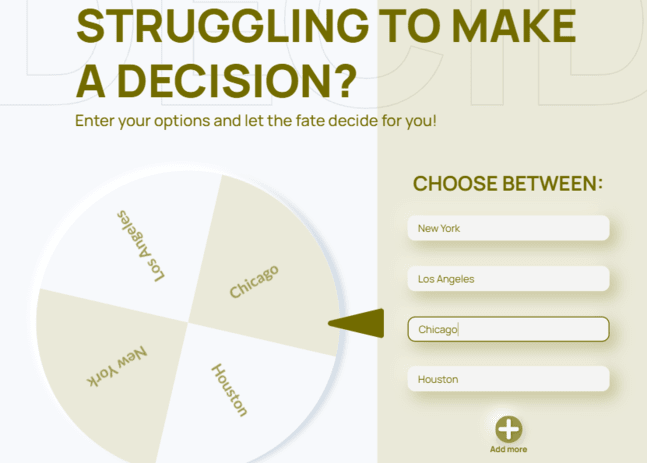 STRUGGLING TO MAKE
A DECISION?
Enter your options and let the fate decide for you!
Los Angeles
Chicago
New York
Houston
CHOOSE BETWEEN:
New York
Los Angeles
Chicago
Houston
Add more